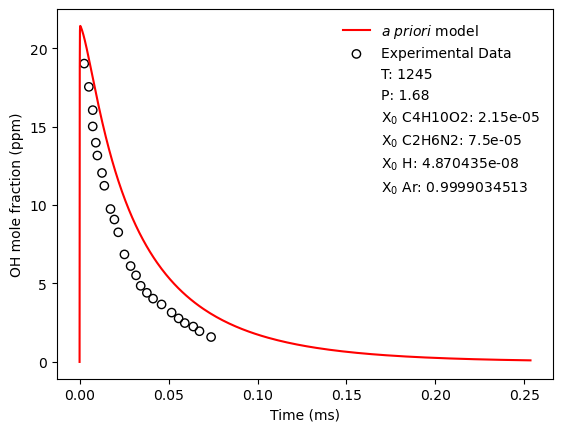 a priori model
Experimental Data
T: 1245
P: 1.68
X₀ C4H10O2: 2.15e-05
X₀ C2H6N2: 7.5e-05
X₀ H: 4.870435e-08
X₀ Ar: 0.9999034513
OH mole fraction (ppm)
20
15
10
5
0
0.00 0.05 0.10 0.15 0.20 0.25
Time (ms)